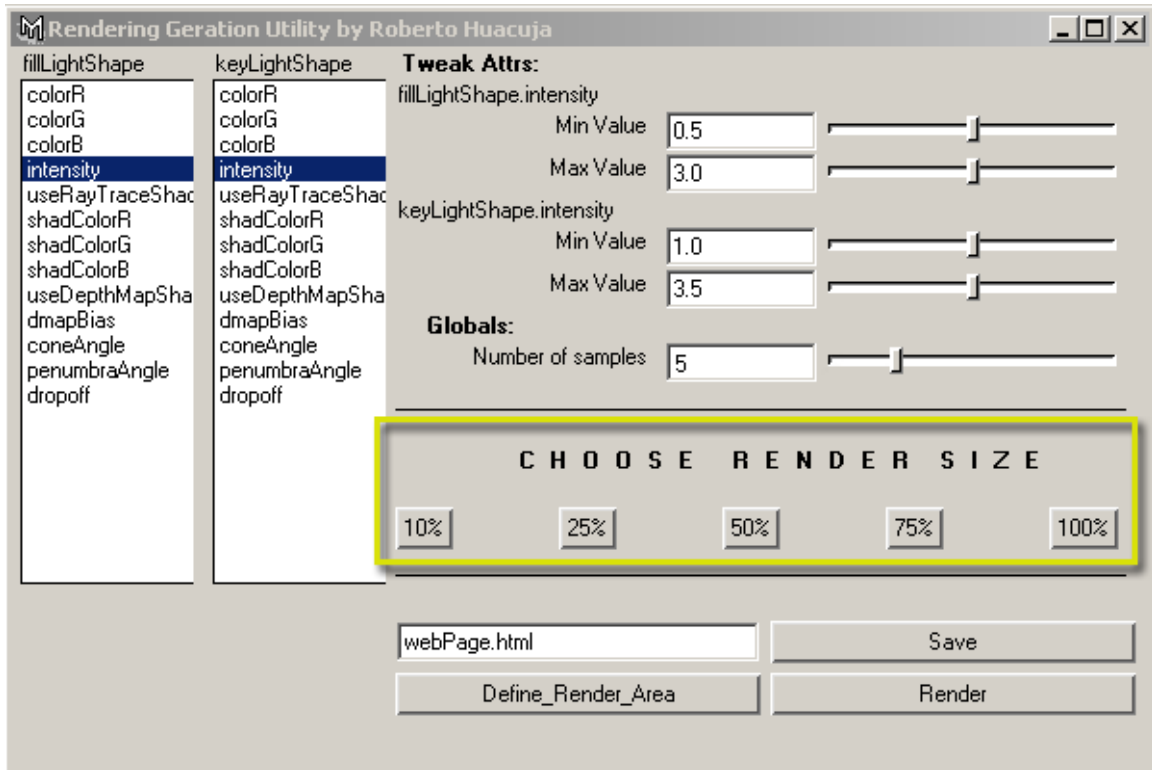 Rendering Geration Utility by Roberto Huacuja
fillLightShape
colorR
colorG
colorB
intensity
useRayTraceShad
shadColorR
shadColorG
shadColorB
useDepthMapSha
dmapBias
coneAngle
penumbraAngle
dropoff
keyLightShape
colorR
colorG
colorB
intensity
useRayTraceShad
shadColorR
shadColorG
shadColorB
useDepthMapSha
dmapBias
coneAngle
penumbraAngle
dropoff
Tweak Attrs:
fillLightShape.intensity
Min Value 0.5
Max Value 3.0
keyLightShape.intensity
Min Value 1.0
Max Value 3.5
Globals:
Number of samples 5
CHOOSE RENDER SIZE
10% 25% 50% 75% 100%
webPage.html Save
Define_Render_Area Render